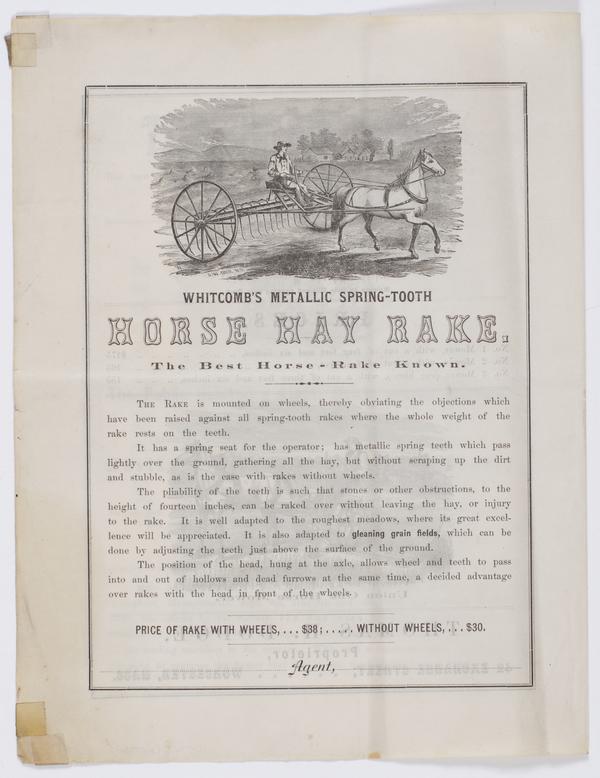 WHITCOMB'S METALLIC SPRING-TOOTH
HORSE HAY RAKE.
The Best Horse-Rake Known.
THE RAKE is mounted on wheels, thereby obviating the objections which
have been raised against all spring-tooth rakes where the whole weight of the
rake rests on the teeth.
It has a spring seat for the operator; has metallic spring teeth which pass
lightly over the ground, gathering all the hay, but without scraping up the dirt
and stubble, as is the case with rakes without wheels.
The pliability of the teeth is such that stones or other obstructions, to the
height of fourteen inches, can be raked over without leaving the hay, or injury
to the rake. It is well adapted to the roughest meadows, where its great excel-
lence will be appreciated. It is also adapted to gleaning grain fields, which can be
done by adjusting the teeth just above the surface of the ground.
The position of the head, hung at the axle, allows wheel and teeth to pass
into and out of hollows and dead furrows at the same time, a decided advantage
over rakes with the head in front of the wheels.
PRICE OF RAKE WITH WHEELS, ... $38; ..... WITHOUT WHEELS, ... $30.
Agent,